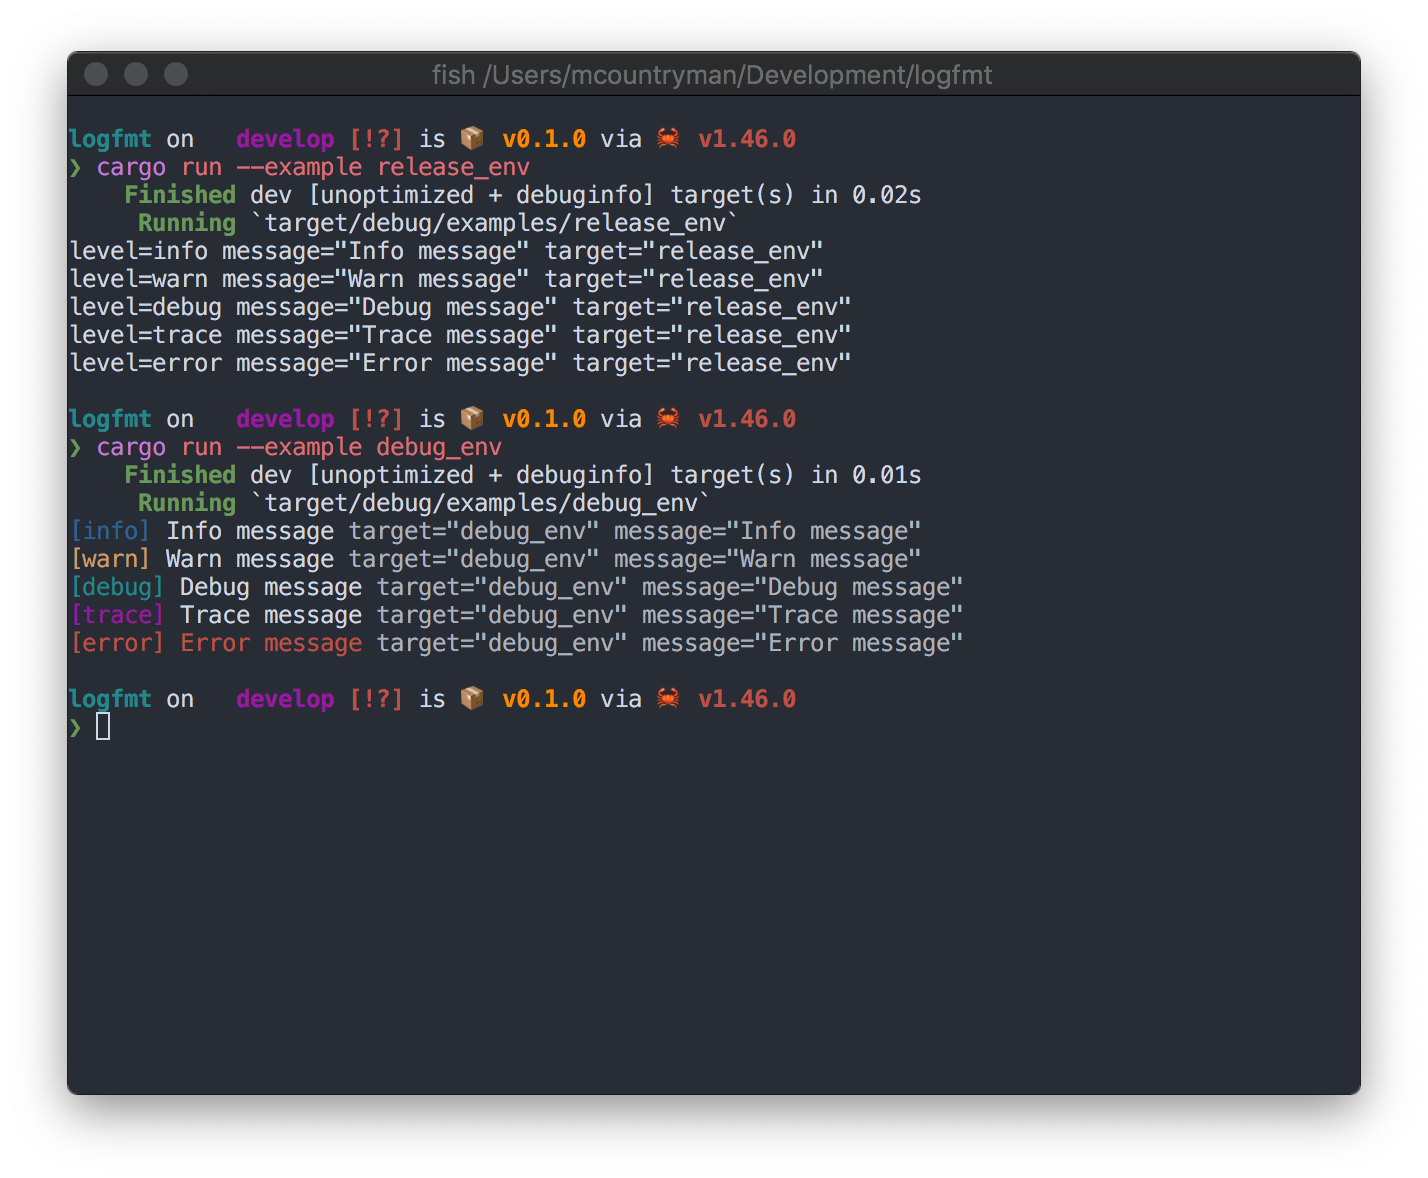 fish /Users/mcountryman/Development/logfmt
logfmt on develop [!?] is 📦 v0.1.0 via 🦀 v1.46.0
❯ cargo run --example release_env
Finished dev [unoptimized + debuginfo] target(s) in 0.02s
Running `target/debug/examples/release_env`
level=info message="Info message" target="release_env"
level=warn message="Warn message" target="release_env"
level=debug message="Debug message" target="release_env"
level=trace message="Trace message" target="release_env"
level=error message="Error message" target="release_env"
logfmt on develop [!?] is 📦 v0.1.0 via 🦀 v1.46.0
❯ cargo run --example debug_env
Finished dev [unoptimized + debuginfo] target(s) in 0.01s
Running `target/debug/examples/debug_env`
[info] Info message target="debug_env" message="Info message"
[warn] Warn message target="debug_env" message="Warn message"
[debug] Debug message target="debug_env" message="Debug message"
[trace] Trace message target="debug_env" message="Trace message"
[error] Error message target="debug_env" message="Error message"
logfmt on develop [!?] is 📦 v0.1.0 via 🦀 v1.46.0
❯